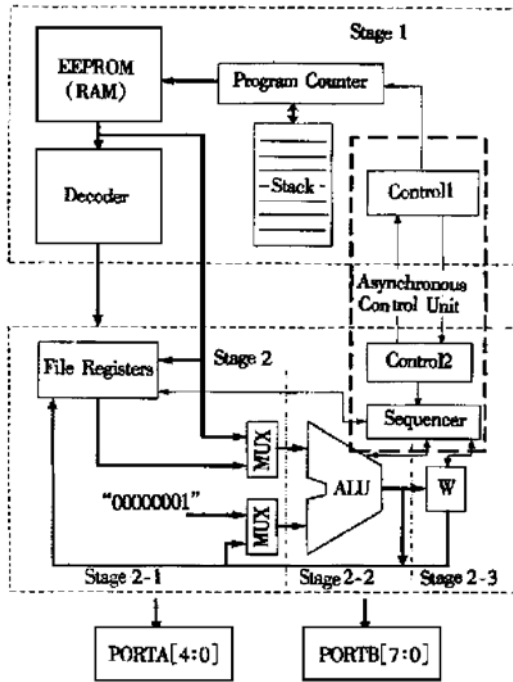 Stage 1
EEPROM
(RAM)
Program Counter
Stack
Decoder
Control1
Asynchronous
Control Unit
Stage 2
File Registers
Control2
Sequencer
MUX
ALU
W
"00000001"
MUX
Stage 2-1
Stage 2-2
Stage 2-3
PORTA[4:0]
PORTB[7:0]